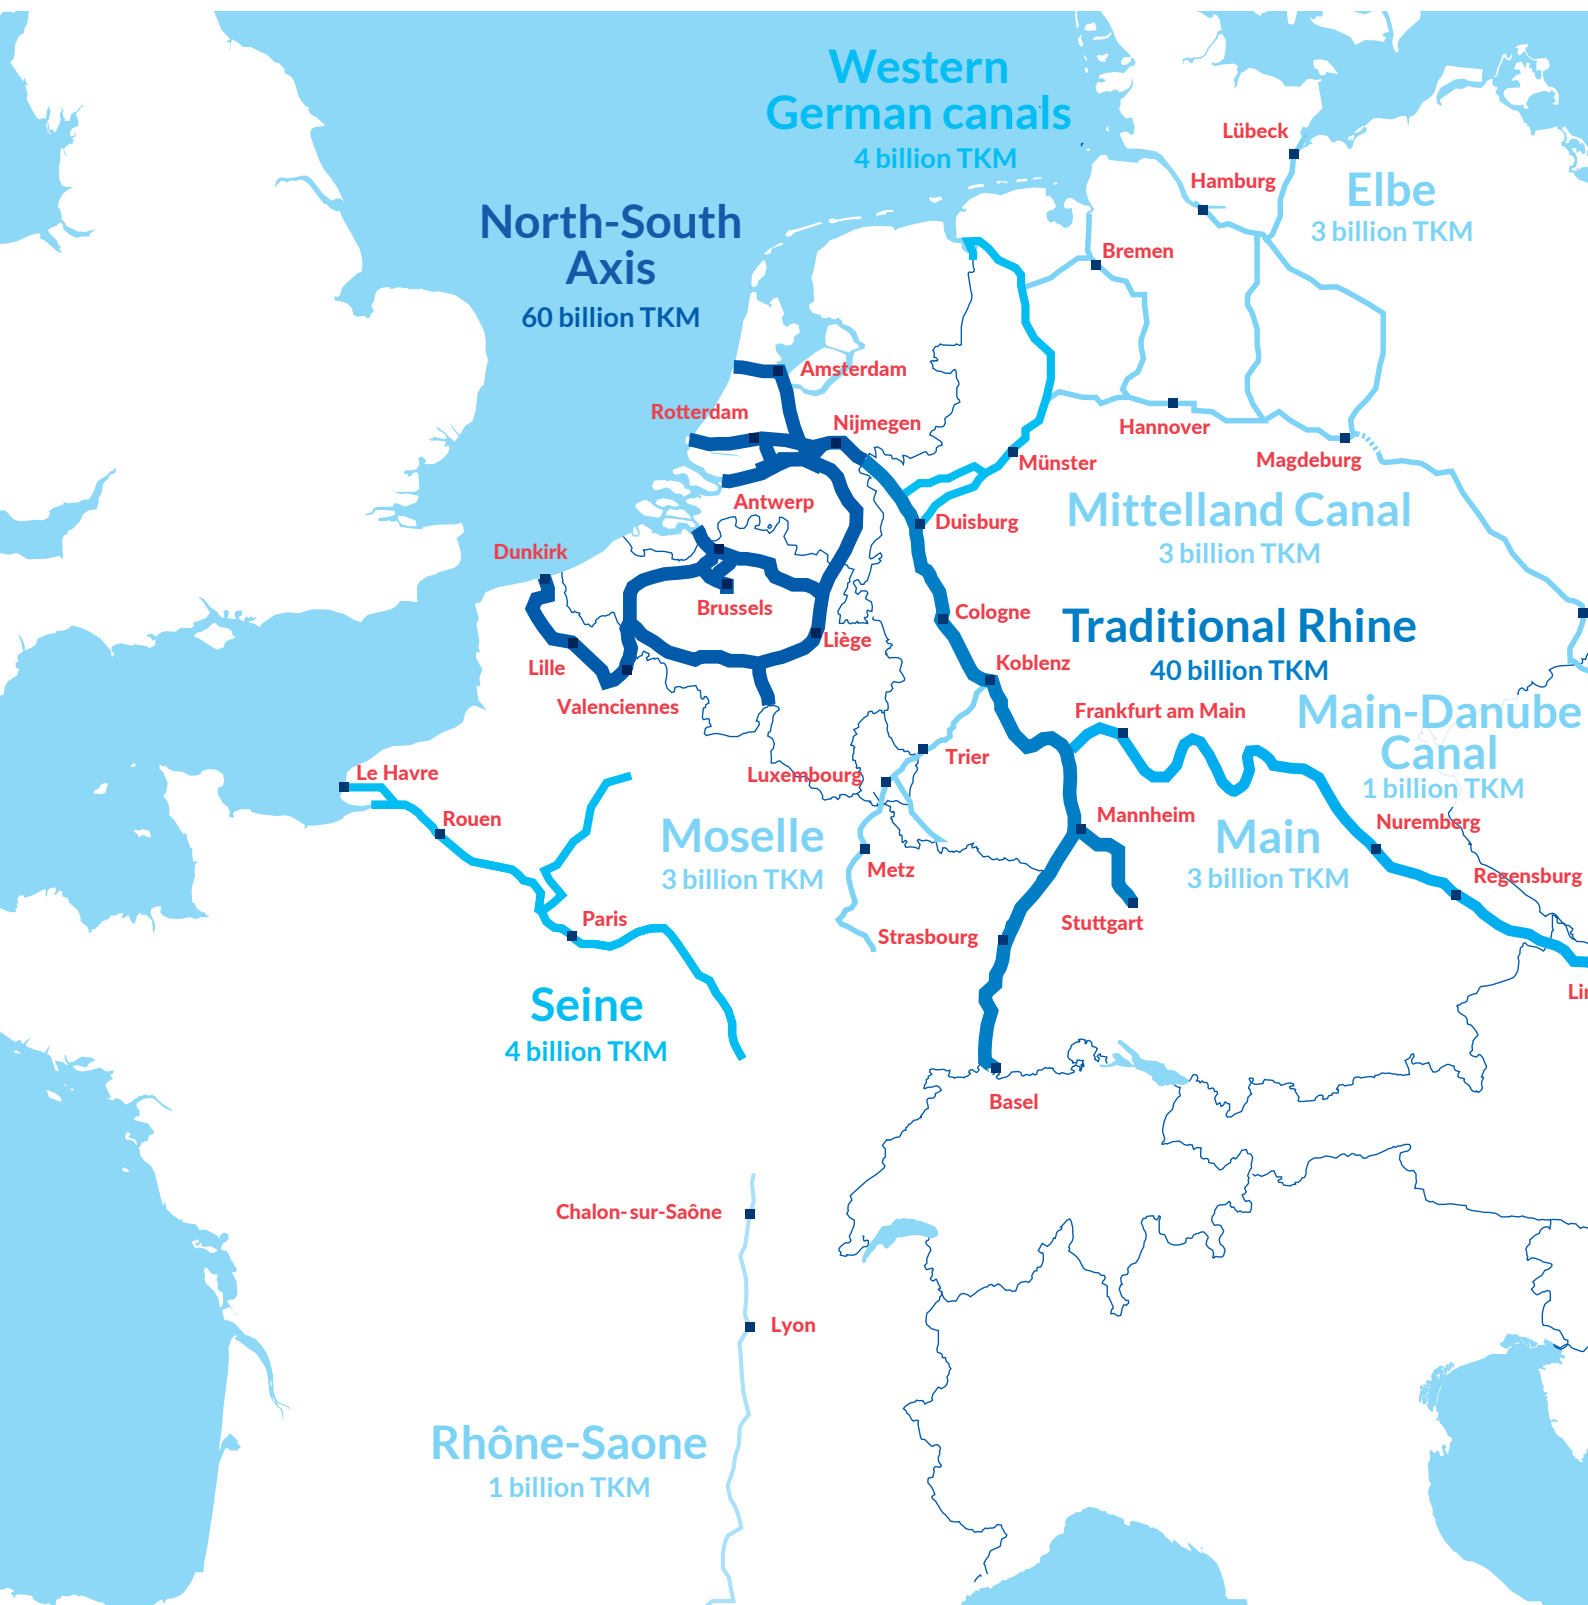 Western
German canals
4 billion TKM
Lübeck
Hamburg
Elbe
3 billion TKM
North-South
Axis
60 billion TKM
Bremen
Amsterdam
Rotterdam
Nijmegen
Hannover
Münster
Magdeburg
Antwerp
Duisburg
Mittelland Canal
3 billion TKM
Dunkirk
Brussels
Cologne
Traditional Rhine
40 billion TKM
Liège
Lille
Koblenz
Valenciennes
Frankfurt am Main
Main-Danube
Canal
1 billion TKM
Trier
Luxembourg
Le Havre
Rouen
Mannheim
Nuremberg
Moselle
3 billion TKM
Main
3 billion TKM
Metz
Regensburg
Paris
Stuttgart
Strasbourg
Seine
4 billion TKM
Basel
Chalon-sur-Saône
Lyon
Rhône-Saone
1 billion TKM